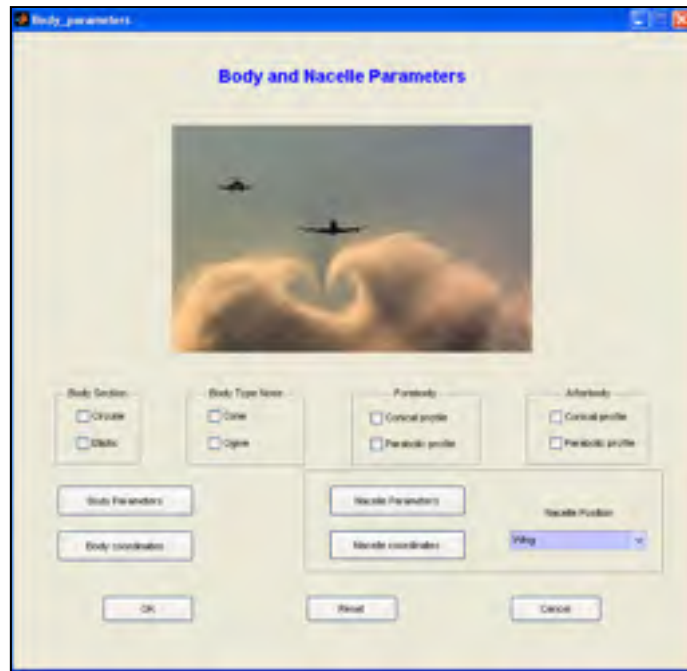 Body_parameters
Body and Nacelle Parameters
Body Section
Circular
Elliptic
Body Type Nose
Cone
Ogive
Forebody
Conical profile
Parabolic profile
Afterbody
Conical profile
Parabolic profile
Body Parameters
Body coordinates
Nacelle Parameters
Nacelle coordinates
Nacelle Position
Wing
OK
Reset
Cancel